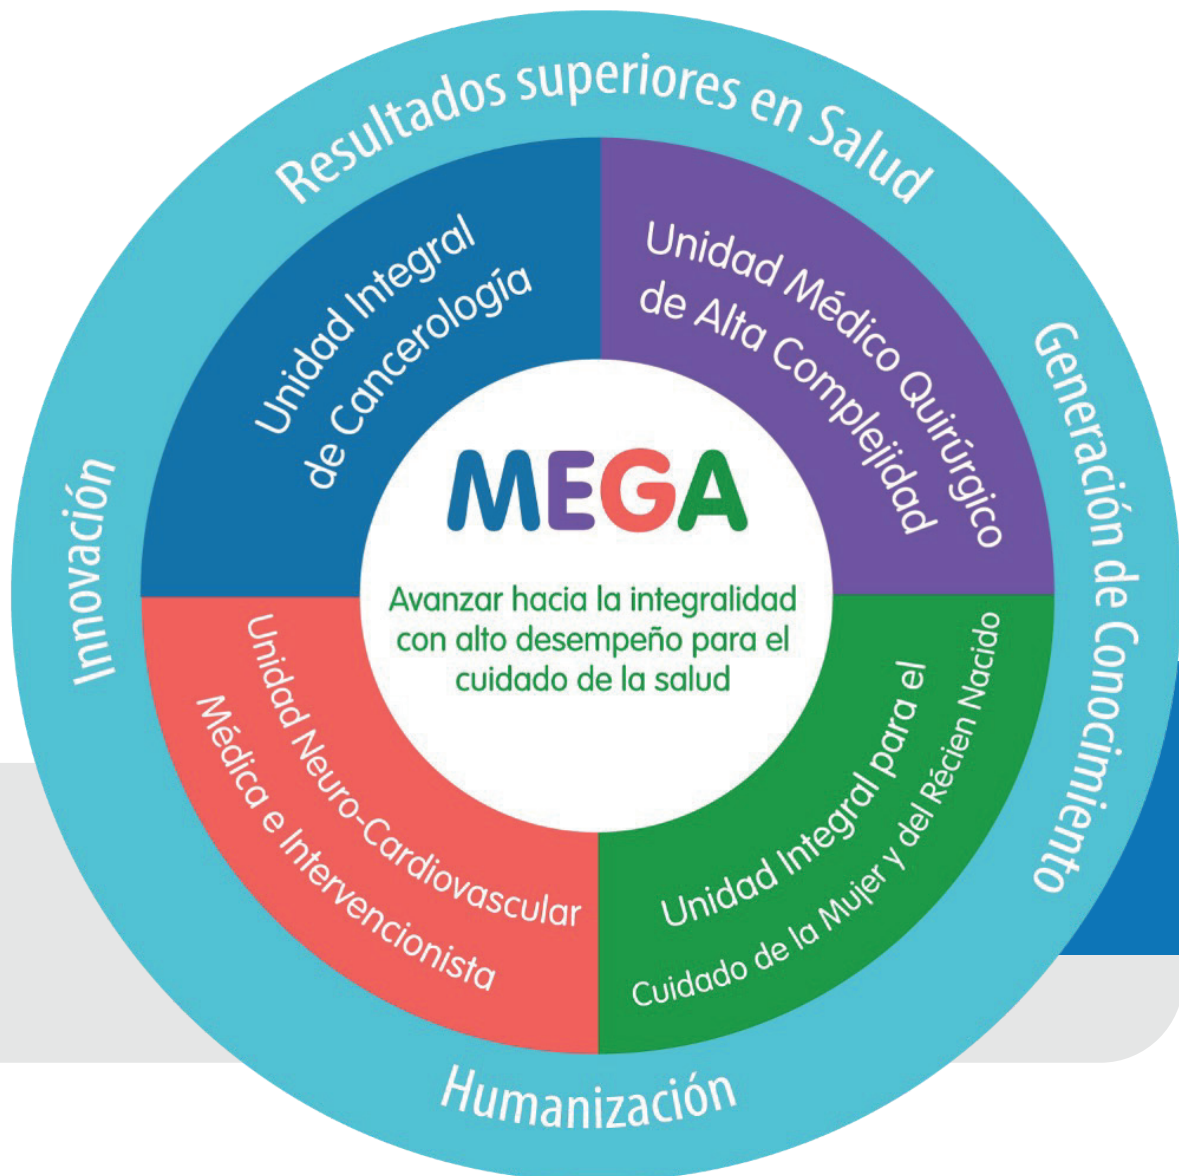 Resultados superiores en Salud
Generación de Conocimiento
Humanización
Innovación
Unidad Integral
de Cancerología
Unidad Médico Quirúrgico
de Alta Complejidad
Unidad Neuro-Cardiovascular
Médica e Intervencionista
Unidad Integral para el
Cuidado de la Mujer y del Récien Nacido
MEGA
Avanzar hacia la integralidad
con alto desempeño para el
cuidado de la salud